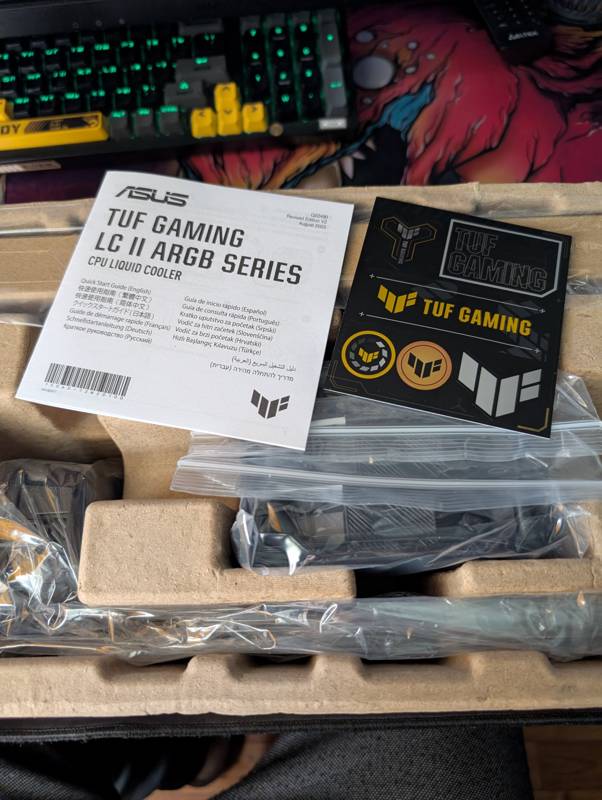 ASUS
Revised Edition V2
August 2023
TUF GAMING
LC II ARGB SERIES
CPU LIQUID COOLER
Quick Start Guide (English)
快速使用指南（繁體中文）
快速使用指南（简体中文）
クイックスタートガイド(日本語)
Guide de démarrage rapide (Français)
Schnellstartanleitung (Deutsch)
Краткое руководство (Русский)
Guía de inicio rápido (Español)
Guia de consulta rápida (Português)
Kratko uputstvo za početak (Srpski)
Vodič za hitri začetek (Slovenščina)
Vodič za brzi početak (Hrvatski)
Hızlı Başlangıç Kılavuzu (Türkçe)
دليل التشغيل السريع (العربية)
מדריך להתחלה מהירה (עברית)
TUF
GAMING
TUF GAMING